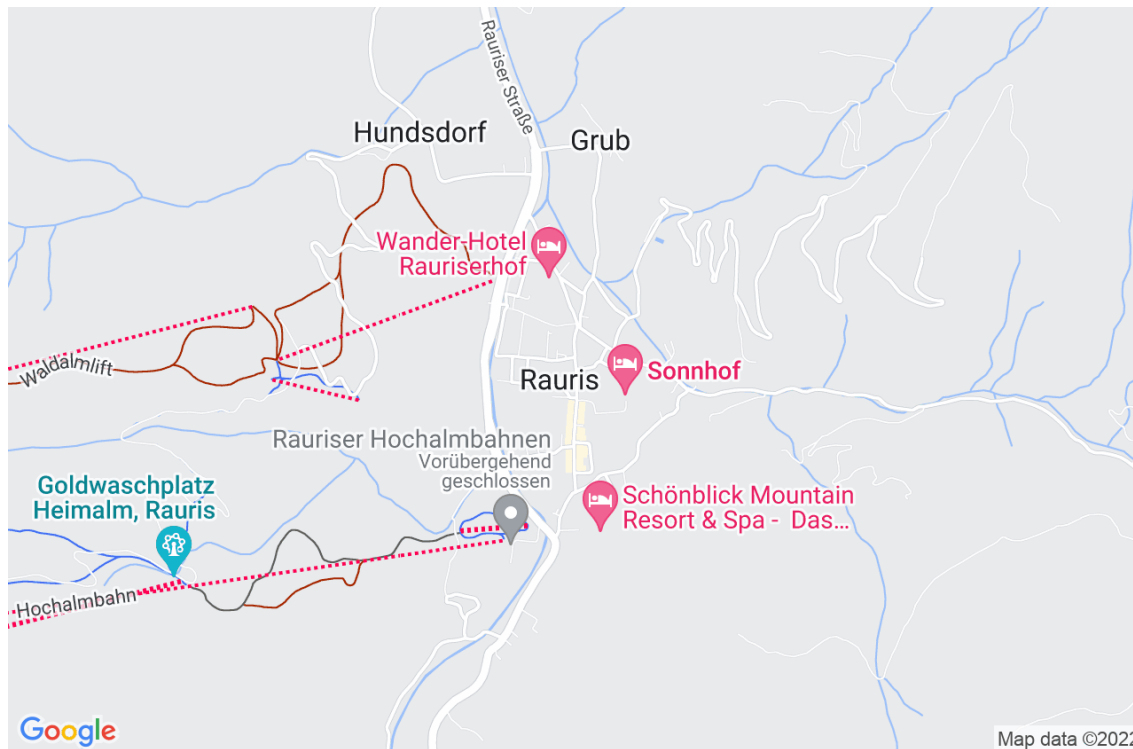 Rauriser Straße
Hundsdorf
Grub
Wander-Hotel
Rauriserhof
Waldalmlift
Rauris
Sonnhof
Rauriser Hochalmbahnen
Vorübergehend
geschlossen
Goldwaschplatz
Heimalm, Rauris
Schönblick Mountain
Resort & Spa - Das...
Hochalmbahn
Google
Map data ©2022